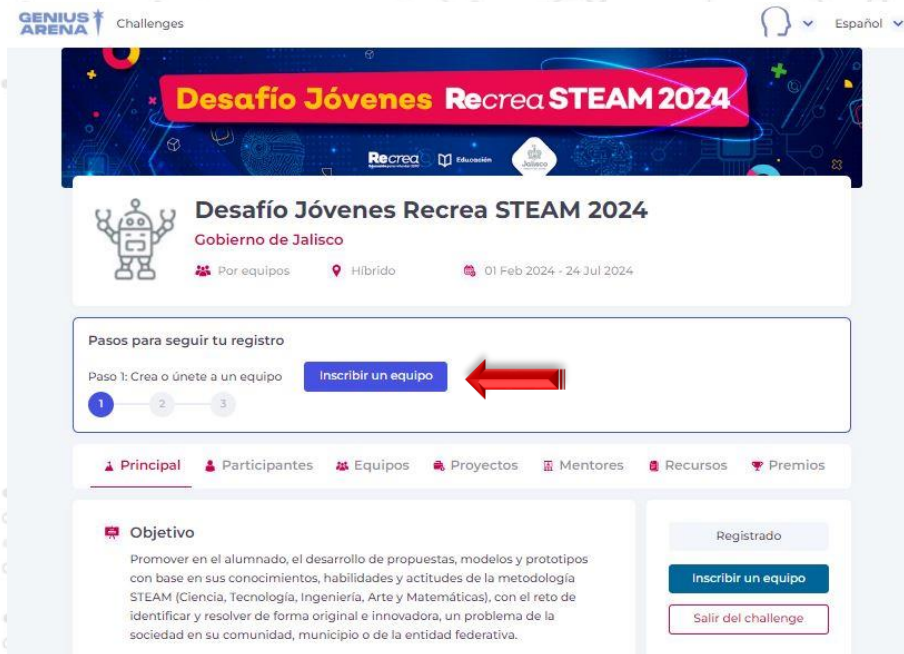 GENIUS
ARENA
Challenges
Español
Desafío Jóvenes Recrea STEAM 2024
Recrea
Educación
Jalisco
Desafío Jóvenes Recrea STEAM 2024
Gobierno de Jalisco
Por equipos
Híbrido
01 Feb 2024 - 24 Jul 2024
Pasos para seguir tu registro
Paso 1: Crea o únete a un equipo
Inscribir un equipo
1
2
3
Principal
Participantes
Equipos
Proyectos
Mentores
Recursos
Premios
Objetivo
Promover en el alumnado, el desarrollo de propuestas, modelos y prototipos
con base en sus conocimientos, habilidades y actitudes de la metodología
STEAM (Ciencia, Tecnología, Ingeniería, Arte y Matemáticas), con el reto de
identificar y resolver de forma original e innovadora, un problema de la
sociedad en su comunidad, municipio o de la entidad federativa.
Registrado
Inscribir un equipo
Salir del challenge